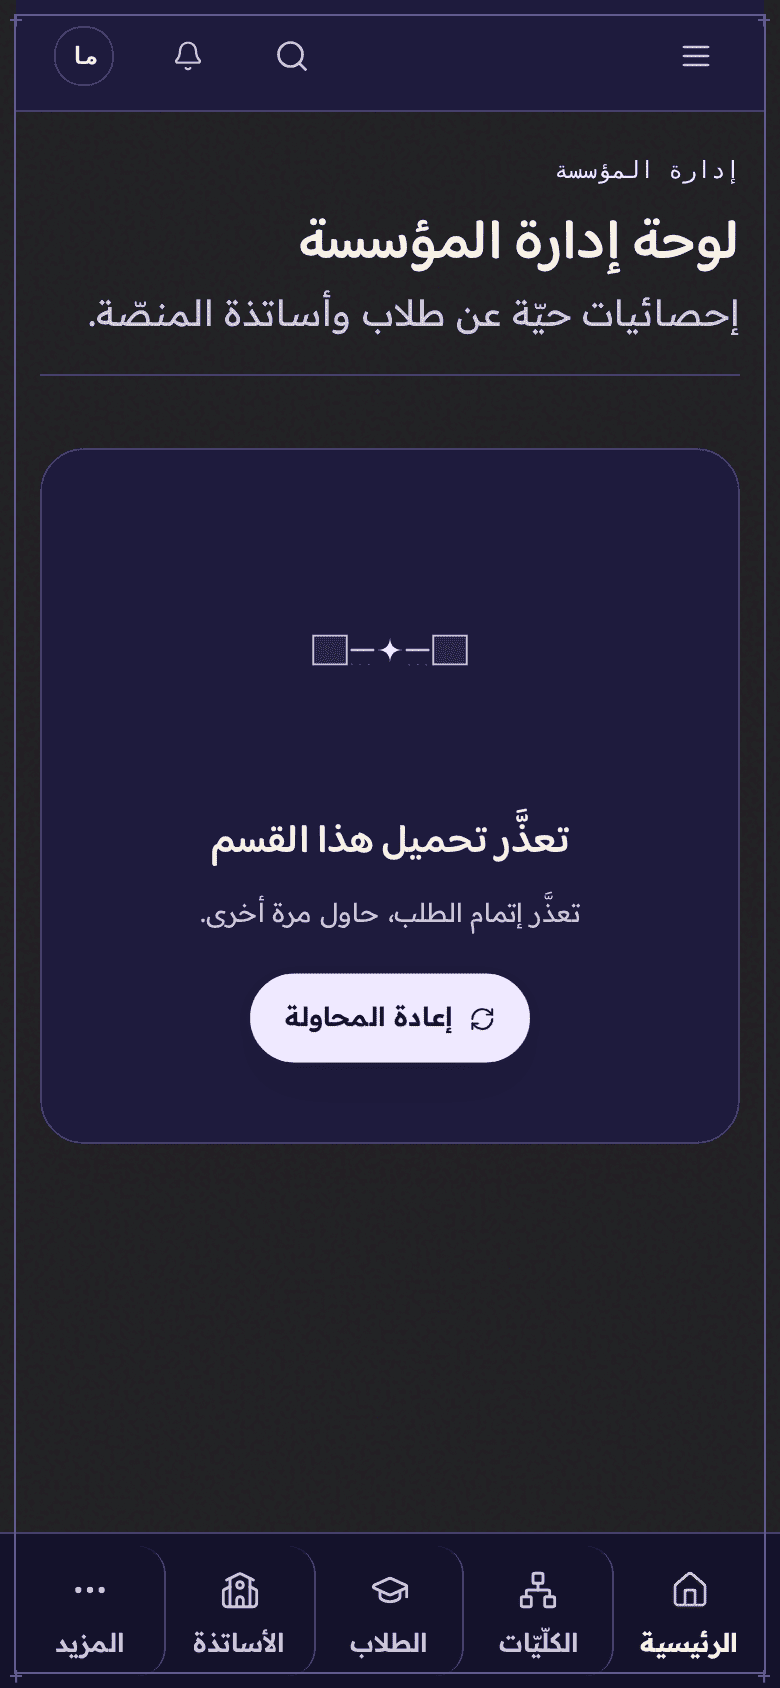 ما
إدارة المؤسسة
لوحة إدارة المؤسسة
إحصائيات حيّة عن طلاب وأساتذة المنصّة.
تعذَّر تحميل هذا القسم
تعذَّر إتمام الطلب، حاول مرة أخرى.
إعادة المحاولة
الرئيسية
الكلّيّات
الطلاب
الأساتذة
المزيد